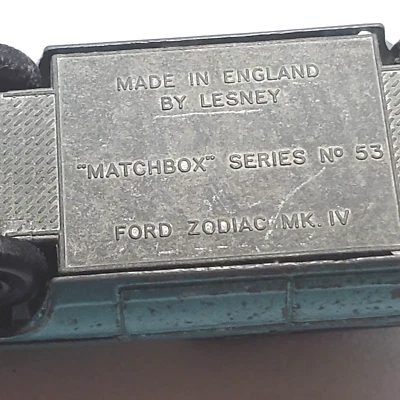 MADE IN ENGLAND
BY LESNEY
"MATCHBOX" SERIES Nº 53
FORD ZODIAC MK. IV